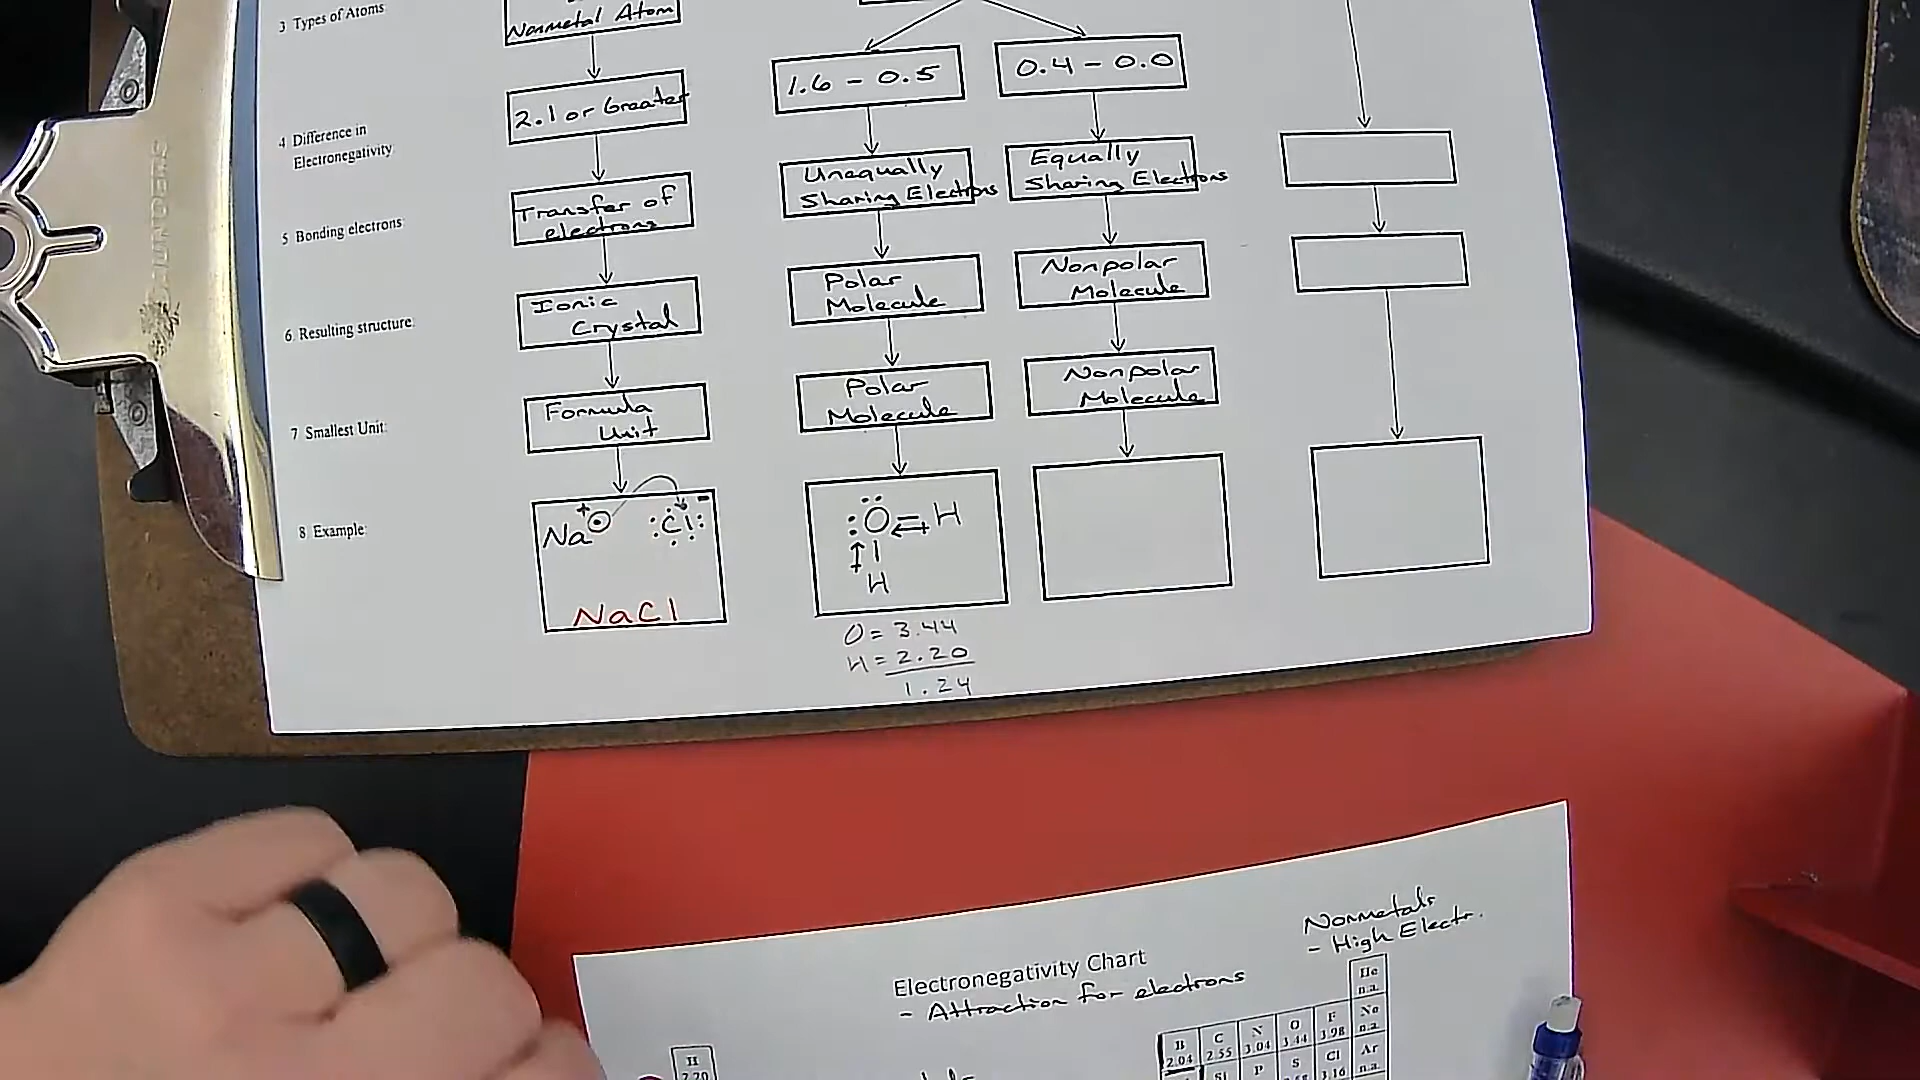 3 Types of Atoms
Nonmetal Atom
4 Difference in
Electronegativity
2.1 or Greater
1.6 - 0.5
0.4 - 0.0
5 Bonding electrons
Transfer of
electrons
Unequally
Sharing Electrons
Equally
Sharing Electrons
6. Resulting structure:
Ionic
Crystal
Polar
Molecule
Nonpolar
Molecule
7 Smallest Unit:
Formula
Unit
Polar
Molecule
Nonpolar
Molecule
8 Example:
Na + Cl -
NaCl
O H
H
O = 3.44
H = 2.20
1.24
SAUNDERS
Nonmetals
- High Electr.
Electronegativity Chart
- Attraction for electrons
He
n.a.
B C N O F Ne
2.04 2.55 3.04 3.44 3.98 n.a.
Si P S Cl Ar
3.16 n.a.
H
2.20